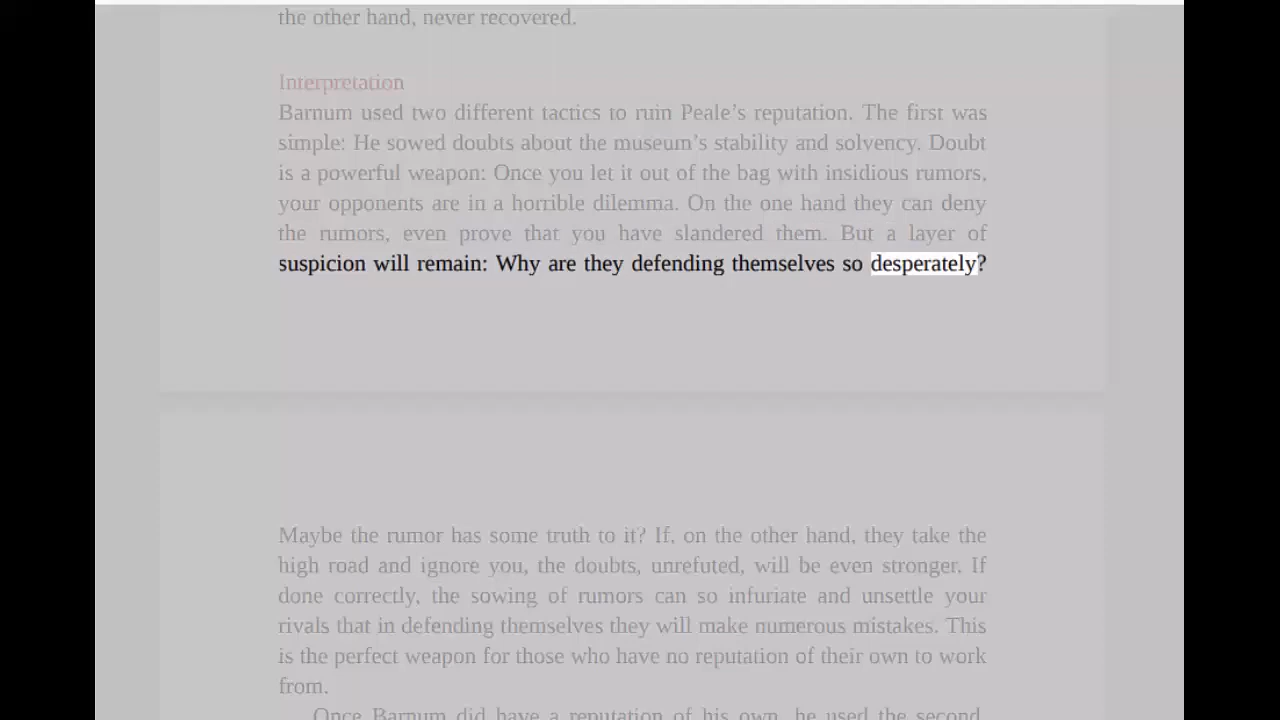 the other hand, never recovered.
Interpretation
Barnum used two different tactics to ruin Peale’s reputation. The first was
simple: He sowed doubts about the museum’s stability and solvency. Doubt
is a powerful weapon: Once you let it out of the bag with insidious rumors,
your opponents are in a horrible dilemma. On the one hand they can deny
the rumors, even prove that you have slandered them. But a layer of
suspicion will remain: Why are they defending themselves so desperately?
Maybe the rumor has some truth to it? If, on the other hand, they take the
high road and ignore you, the doubts, unrefuted, will be even stronger. If
done correctly, the sowing of rumors can so infuriate and unsettle your
rivals that in defending themselves they will make numerous mistakes. This
is the perfect weapon for those who have no reputation of their own to work
from.
Once Barnum did have a reputation of his own, he used the second,